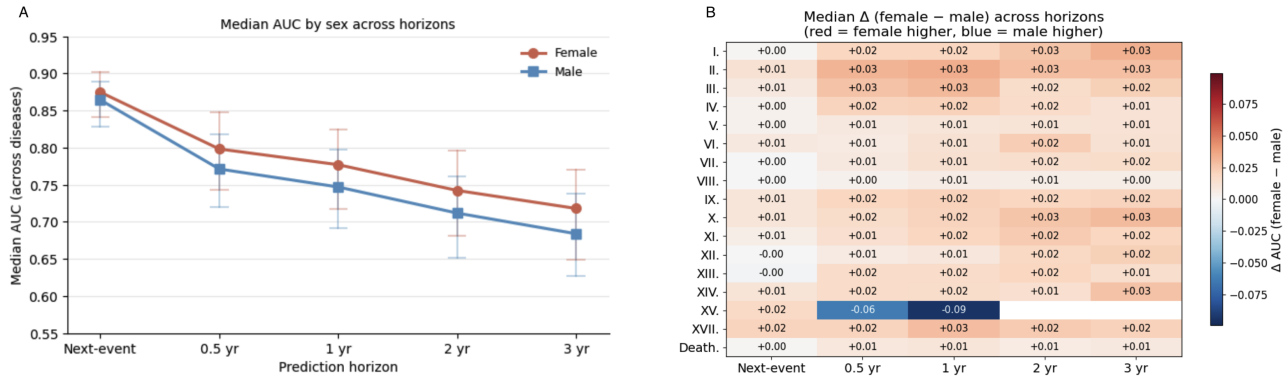 A
Median AUC by sex across horizons
0.95
0.90
0.85
0.80
0.75
0.70
0.65
0.60
0.55
Median AUC (across diseases)
Female
Male
Next-event 0.5 yr 1 yr 2 yr 3 yr
Prediction horizon
B
Median Δ (female − male) across horizons
(red = female higher, blue = male higher)
I. +0.00 +0.02 +0.02 +0.03 +0.03
II. +0.01 +0.03 +0.03 +0.03 +0.03
III. +0.01 +0.03 +0.03 +0.02 +0.02
IV. +0.00 +0.02 +0.02 +0.02 +0.01
V. +0.00 +0.01 +0.01 +0.01 +0.01
VI. +0.01 +0.01 +0.01 +0.02 +0.01
VII. +0.00 +0.01 +0.01 +0.02 +0.02
VIII. +0.00 +0.00 +0.01 +0.01 +0.00
IX. +0.01 +0.02 +0.02 +0.02 +0.02
X. +0.01 +0.02 +0.02 +0.03 +0.03
XI. +0.01 +0.01 +0.02 +0.02 +0.02
XII. -0.00 +0.01 +0.01 +0.02 +0.02
XIII. -0.00 +0.02 +0.02 +0.02 +0.01
XIV. +0.01 +0.02 +0.02 +0.01 +0.03
XV. +0.02 -0.06 -0.09
XVII. +0.02 +0.02 +0.03 +0.02 +0.02
Death. +0.00 +0.01 +0.01 +0.01 +0.01
Next-event 0.5 yr 1 yr 2 yr 3 yr
0.075
0.050
0.025
0.000
−0.025
−0.050
−0.075
Δ AUC (female − male)